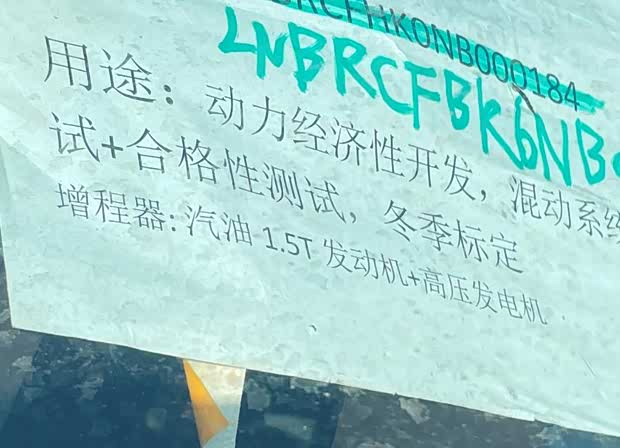 BRCFHK0NB000184
LNBRCFBK6NB
用途：动力经济性开发，混动系统
试+合格性测试，冬季标定
增程器：汽油 1.5T 发动机+高压发电机